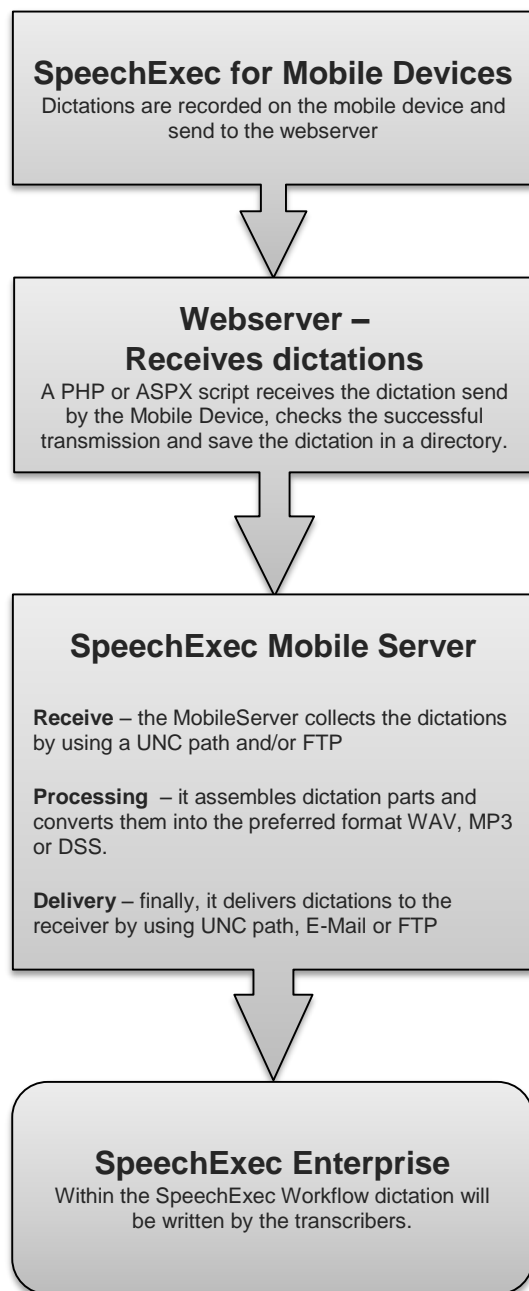 SpeechExec for Mobile Devices
Dictations are recorded on the mobile device and
send to the webserver
Webserver –
Receives dictations
A PHP or ASPX script receives the dictation send
by the Mobile Device, checks the successful
transmission and save the dictation in a directory.
SpeechExec Mobile Server
Receive – the MobileServer collects the dictations
by using a UNC path and/or FTP
Processing – it assembles dictation parts and
converts them into the preferred format WAV, MP3
or DSS.
Delivery – finally, it delivers dictations to the
receiver by using UNC path, E-Mail or FTP
SpeechExec Enterprise
Within the SpeechExec Workflow dictation will
be written by the transcribers.